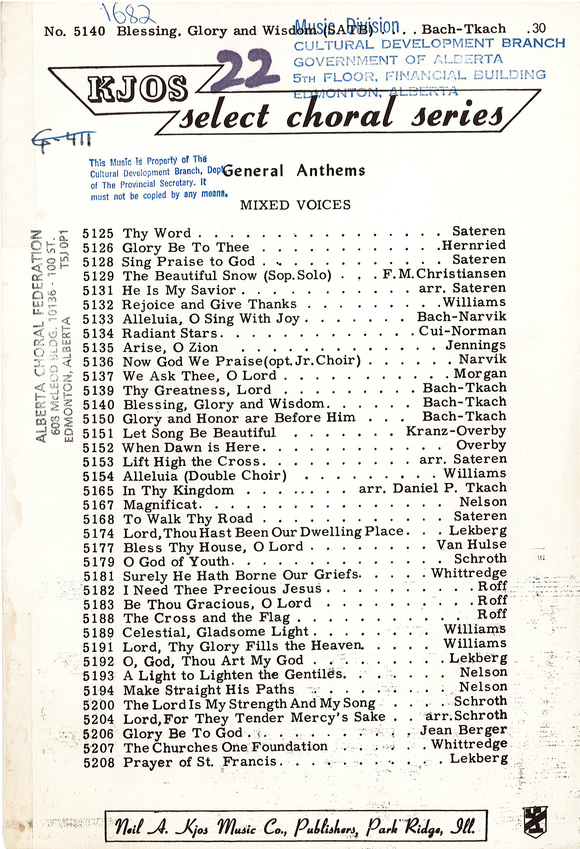 1682
No. 5140 Blessing, Glory and Wisdom (SATB) . . Bach-Tkach .30
Music Division
CULTURAL DEVELOPMENT BRANCH
GOVERNMENT OF ALBERTA
5TH FLOOR, FINANCIAL BUILDING
EDMONTON, ALBERTA
22
KJOS
select choral series
G-411
This Music is Property of The
Cultural Development Branch, Dept.
of The Provincial Secretary. It
must not be copied by any means.
General Anthems
MIXED VOICES
ALBERTA CHORAL FEDERATION
608 McLEOD BLDG. 10136 - 100 ST.
EDMONTON, ALBERTA T5J 0P1
5125 Thy Word . . . . . . . . . . . . . . . . Sateren
5126 Glory Be To Thee . . . . . . . . . . . . Hernried
5128 Sing Praise to God . . . . . . . . . . . . Sateren
5129 The Beautiful Snow (Sop. Solo) . . . F.M.Christiansen
5131 He Is My Savior . . . . . . . . . . . arr. Sateren
5132 Rejoice and Give Thanks . . . . . . . . . Williams
5133 Alleluia, O Sing With Joy . . . . . . . Bach-Narvik
5134 Radiant Stars . . . . . . . . . . . . Cui-Norman
5135 Arise, O Zion . . . . . . . . . . . . . Jennings
5136 Now God We Praise(opt. Jr. Choir) . . . . . Narvik
5137 We Ask Thee, O Lord . . . . . . . . . . Morgan
5139 Thy Greatness, Lord . . . . . . . . Bach-Tkach
5140 Blessing, Glory and Wisdom . . . . . . Bach-Tkach
5150 Glory and Honor are Before Him . . . Bach-Tkach
5151 Let Song Be Beautiful . . . . . . . Kranz-Overby
5152 When Dawn is Here . . . . . . . . . . . Overby
5153 Lift High the Cross . . . . . . . . . arr. Sateren
5154 Alleluia (Double Choir) . . . . . . . . Williams
5165 In Thy Kingdom . . . . . . arr. Daniel P. Tkach
5167 Magnificat . . . . . . . . . . . . . . . Nelson
5168 To Walk Thy Road . . . . . . . . . . . Sateren
5174 Lord, Thou Hast Been Our Dwelling Place . . . Lekberg
5177 Bless Thy House, O Lord . . . . . . . Van Hulse
5179 O God of Youth . . . . . . . . . . . . . Schroth
5181 Surely He Hath Borne Our Griefs . . . . . Whittredge
5182 I Need Thee Precious Jesus . . . . . . . . . Roff
5183 Be Thou Gracious, O Lord . . . . . . . . . . Roff
5188 The Cross and the Flag . . . . . . . . . . . Roff
5189 Celestial, Gladsome Light . . . . . . . . Williams
5191 Lord, Thy Glory Fills the Heaven . . . . . Williams
5192 O, God, Thou Art My God . . . . . . . . Lekberg
5193 A Light to Lighten the Gentiles . . . . . . . Nelson
5194 Make Straight His Paths . . . . . . . . . Nelson
5200 The Lord Is My Strength And My Song . . . . Schroth
5204 Lord, For They Tender Mercy's Sake . . arr.Schroth
5206 Glory Be To God . . . . . . . . . . . Jean Berger
5207 The Churches One Foundation . . . . . . Whittredge
5208 Prayer of St. Francis . . . . . . . . . . Lekberg
Neil A. Kjos Music Co., Publishers, Park Ridge, Ill.